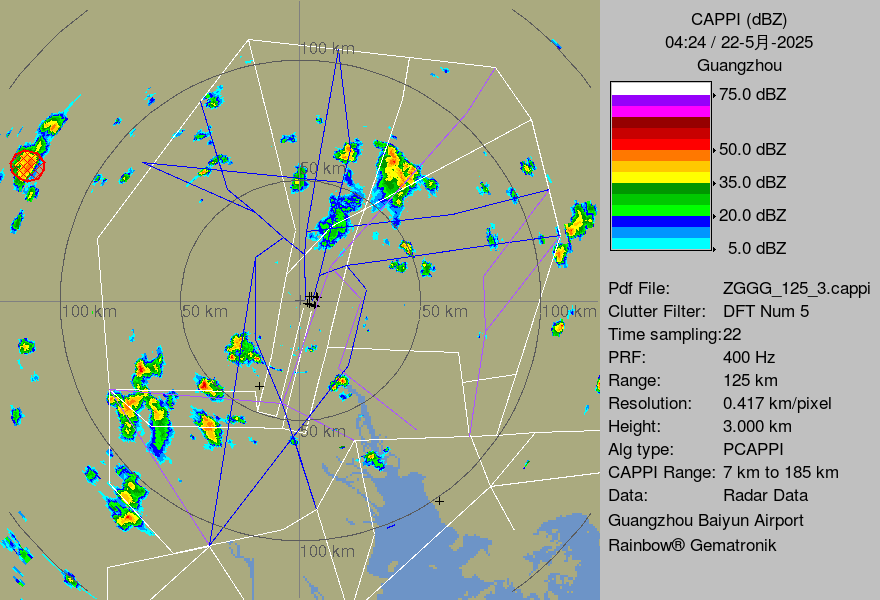 CAPPI (dBZ)
04:24 / 22-5月-2025
Guangzhou
75.0 dBZ
50.0 dBZ
35.0 dBZ
20.0 dBZ
5.0 dBZ
Pdf File: ZGGG_125_3.cappi
Clutter Filter: DFT Num 5
Time sampling:22
PRF: 400 Hz
Range: 125 km
Resolution: 0.417 km/pixel
Height: 3.000 km
Alg type: PCAPPI
CAPPI Range: 7 km to 185 km
Data: Radar Data
Guangzhou Baiyun Airport
Rainbow® Gematronik
100 km
50 km
100 km 50 km 50 km 100 km
50 km
100 km